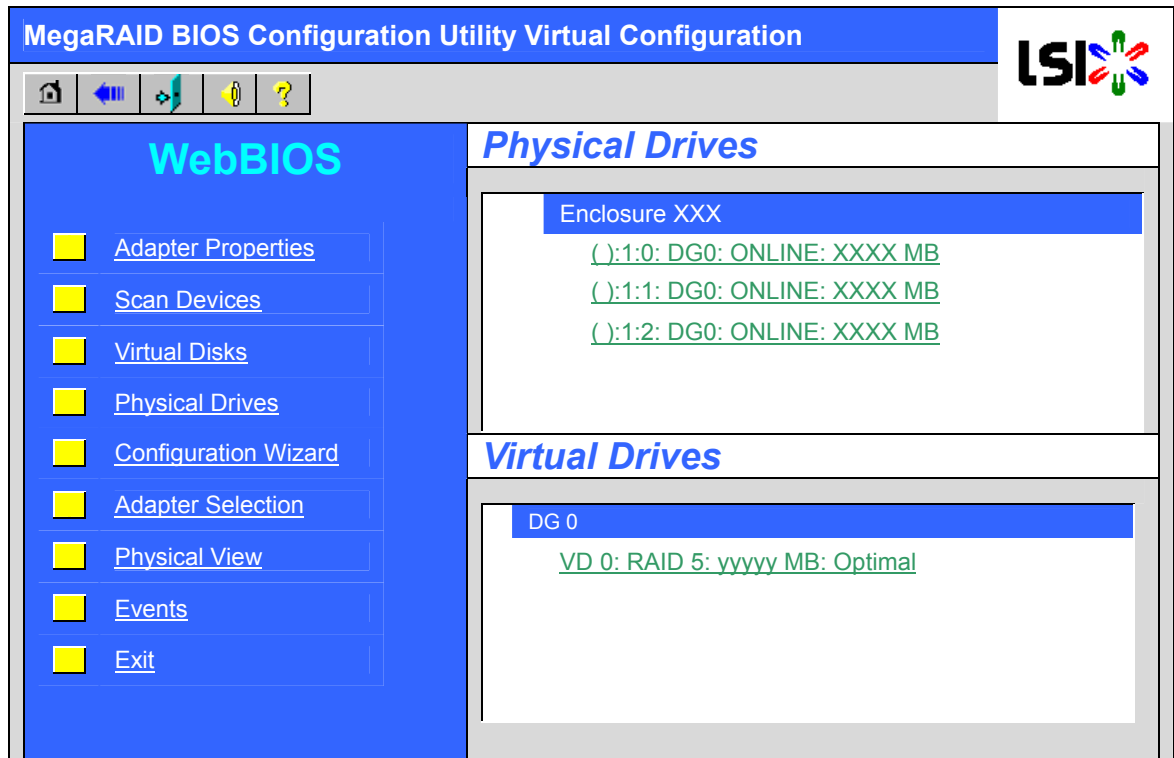 MegaRAID BIOS Configuration Utility Virtual Configuration
LSI
WebBIOS
Adapter Properties
Scan Devices
Virtual Disks
Physical Drives
Configuration Wizard
Adapter Selection
Physical View
Events
Exit
Physical Drives
Enclosure XXX
( ):1:0: DG0: ONLINE: XXXX MB
( ):1:1: DG0: ONLINE: XXXX MB
( ):1:2: DG0: ONLINE: XXXX MB
Virtual Drives
DG 0
VD 0: RAID 5: yyyyy MB: Optimal